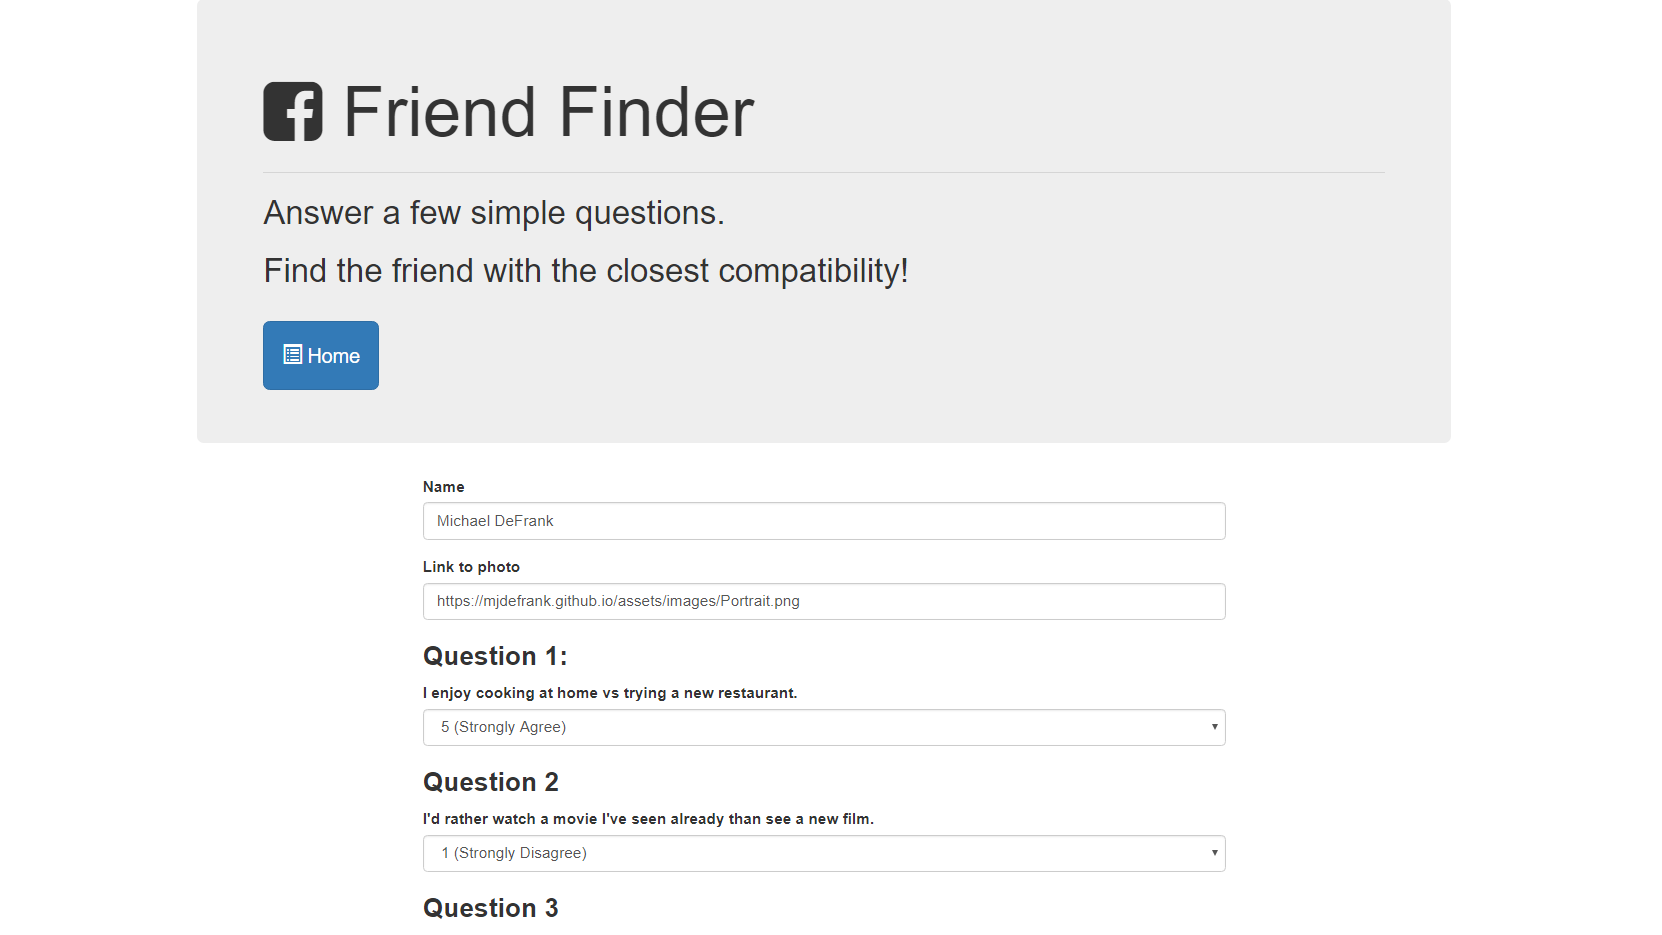 Friend Finder
Answer a few simple questions.
Find the friend with the closest compatibility!
Home
Name
Michael DeFrank
Link to photo
https://mjdefrank.github.io/assets/images/Portrait.png
Question 1:
I enjoy cooking at home vs trying a new restaurant.
5 (Strongly Agree)
Question 2
I'd rather watch a movie I've seen already than see a new film.
1 (Strongly Disagree)
Question 3